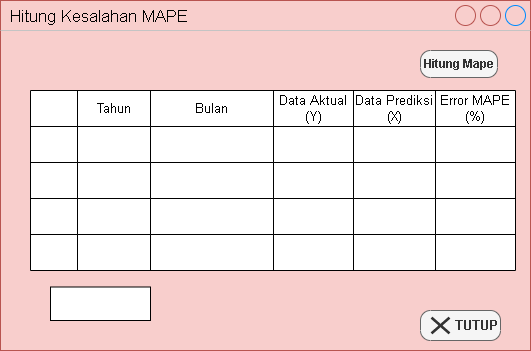 Hitung Kesalahan MAPE
Hitung Mape
Tahun
Bulan
Data Aktual
(Y)
Data Prediksi
(X)
Error MAPE
(%)
TUTUP